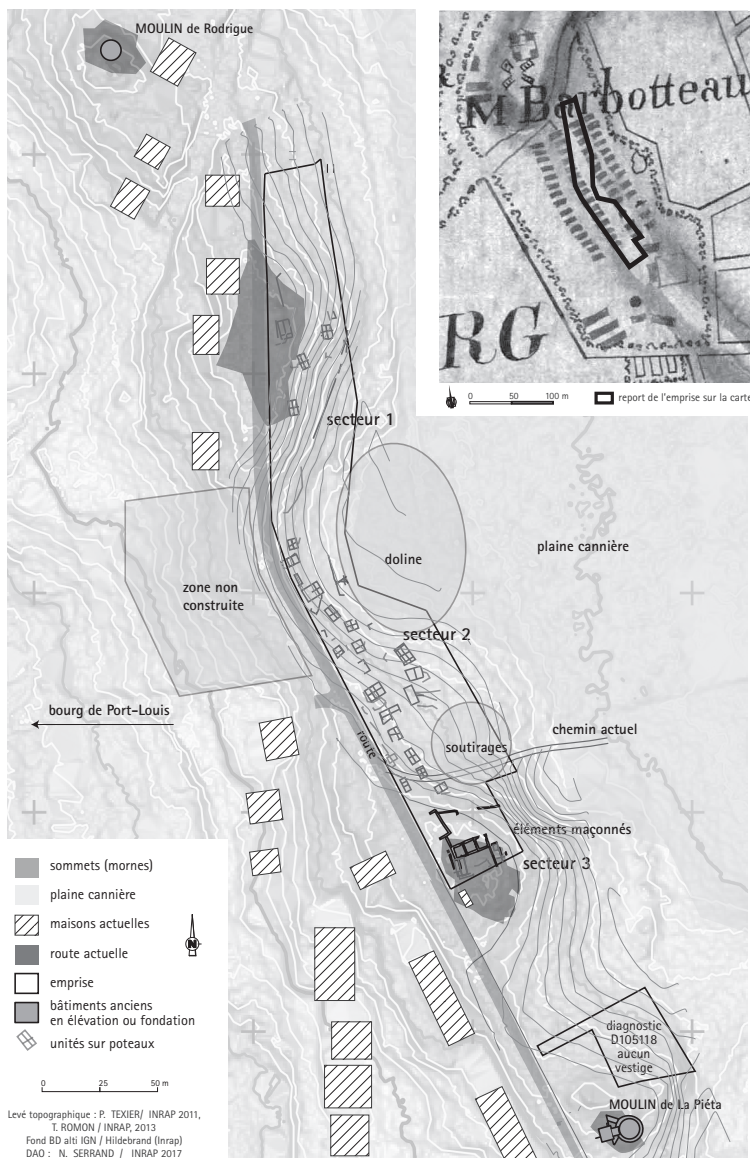 MOULIN de Rodrigue
M Barbotteau
RG
0 50 100 m
report de l'emprise sur la carte
secteur 1
doline
plaine cannière
zone non
construite
secteur 2
bourg de Port-Louis
route
soutirages
chemin actuel
éléments maçonnés
secteur 3
sommets (mornes)
plaine cannière
maisons actuelles
N
route actuelle
emprise
bâtiments anciens
en élévation ou fondation
unités sur poteaux
0 25 50 m
diagnostic
D105118
aucun
vestige
MOULIN de La Piéta
Levé topographique : P. TEXIER/ INRAP 2011,
T. ROMON / INRAP, 2013
Fond BD alti IGN / Hildebrand (Inrap)
DAO : N. SERRAND / INRAP 2017